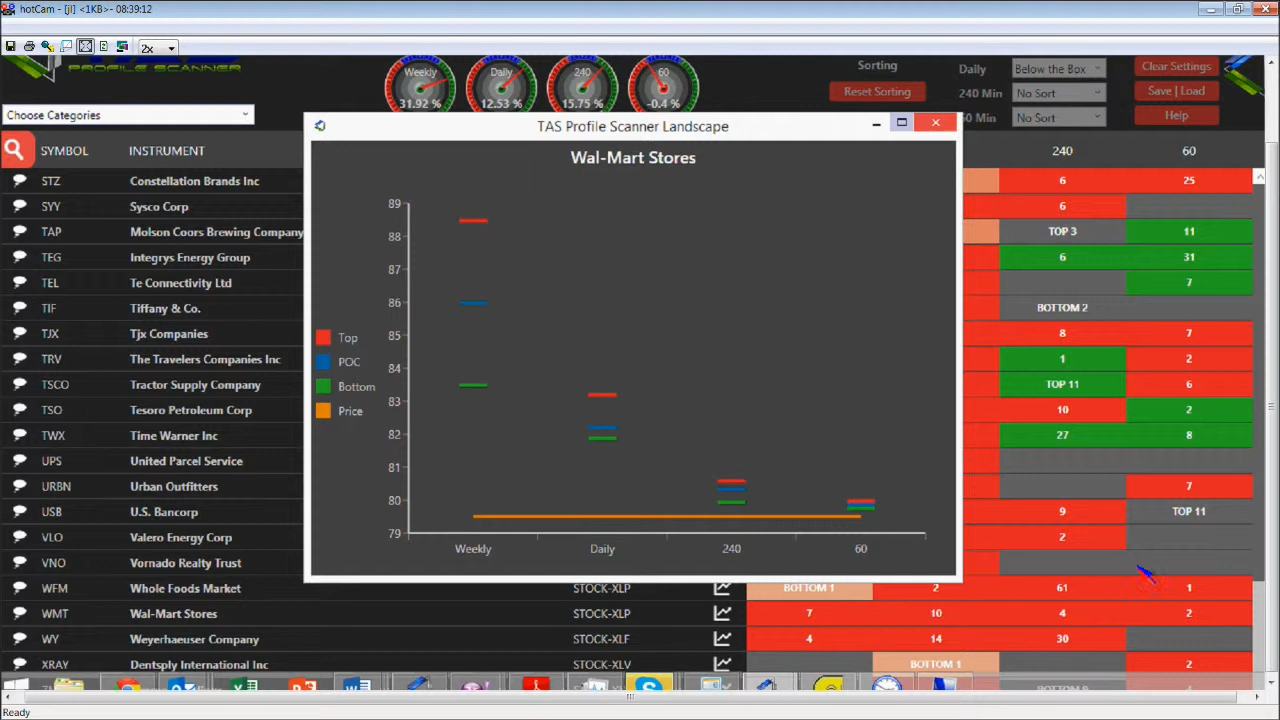 hotCam - [jl] <1KB>- 08:39:12
2x
PROFILE SCANNER
Weekly
31.92 %
Daily
12.53 %
240
15.75 %
60
-0.4 %
Sorting
Reset Sorting
Daily
Below the Box
240 Min
No Sort
No Sort
Clear Settings
Save | Load
Help
Choose Categories
SYMBOL INSTRUMENT 240 60
TAS Profile Scanner Landscape
Wal-Mart Stores
89
88
87
86
85
84
83
82
81
80
79
Top
POC
Bottom
Price
Weekly Daily 240 60
STZ Constellation Brands Inc 6 25
SYY Sysco Corp 6
TAP Molson Coors Brewing Company TOP 3 11
TEG Integrys Energy Group 6 31
TEL Te Connectivity Ltd 7
TIF Tiffany & Co. BOTTOM 2
TJX Tjx Companies 8 7
TRV The Travelers Companies Inc 1 2
TSCO Tractor Supply Company TOP 11 6
TSO Tesoro Petroleum Corp 10 2
TWX Time Warner Inc 27 8
UPS United Parcel Service
URBN Urban Outfitters 7
USB U.S. Bancorp 9 TOP 11
VLO Valero Energy Corp 2
VNO Vornado Realty Trust
WFM Whole Foods Market STOCK-XLP BOTTOM 1 2 61 1
WMT Wal-Mart Stores STOCK-XLP 7 10 4 2
WY Weyerhaeuser Company STOCK-XLF 4 14 30
XRAY Dentsply International Inc STOCK-XLV BOTTOM 1 2
Ready